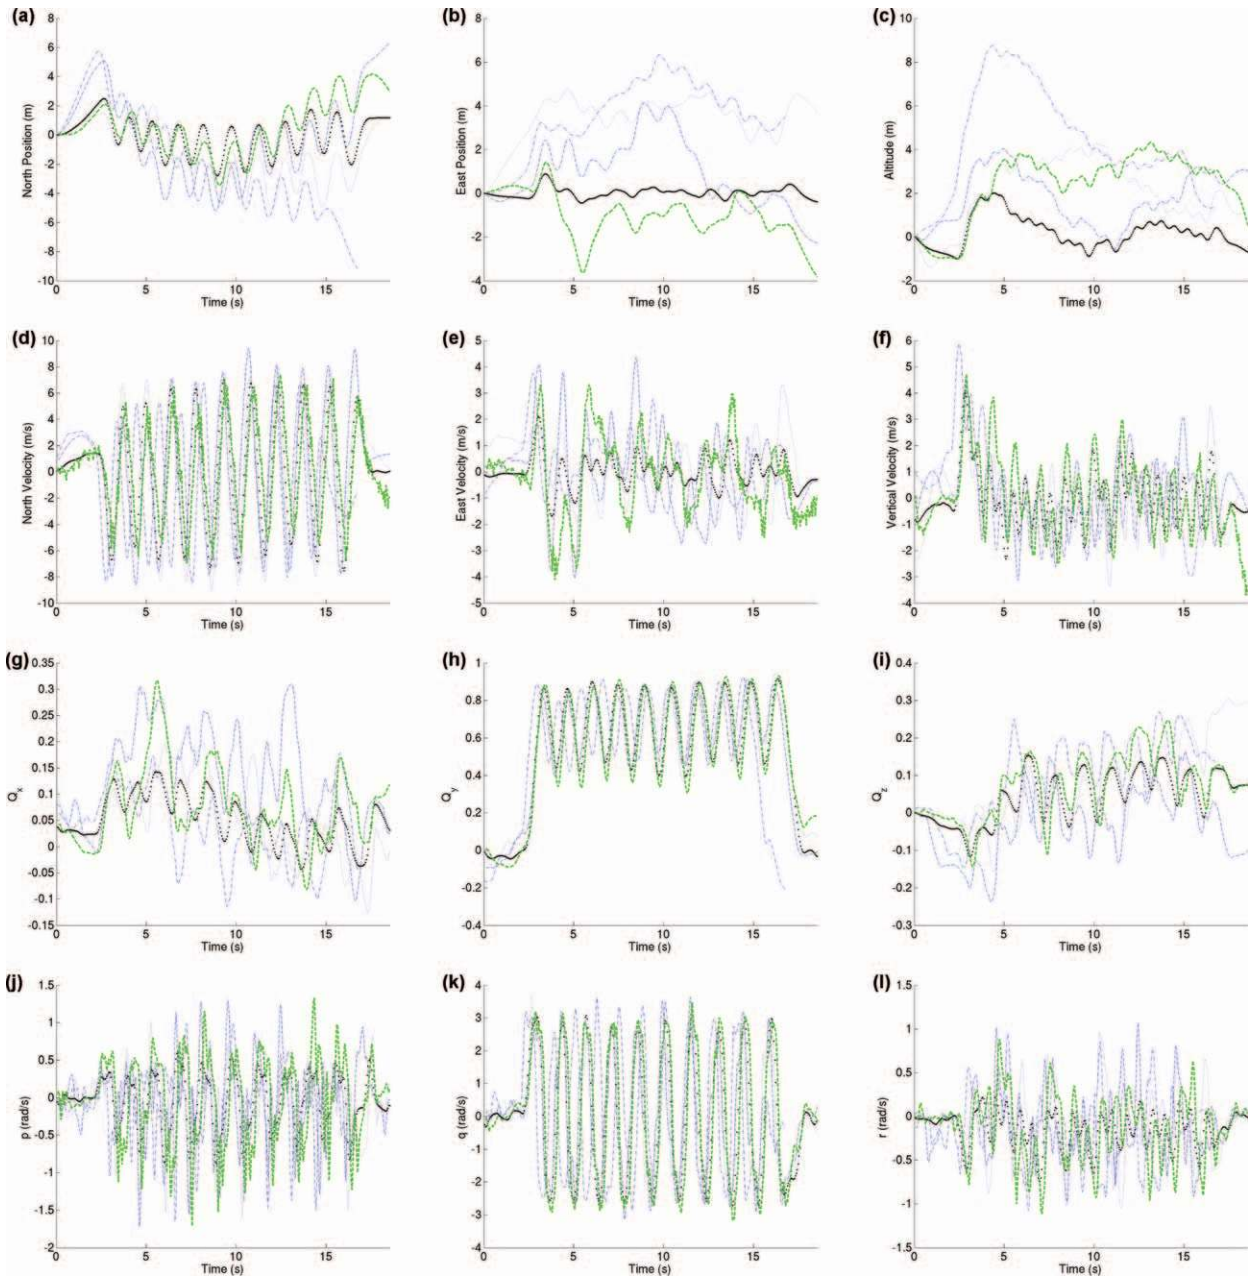 (a)
8
6
4
2
0
-2
-4
-6
-8
-10
North Position (m)
0 5 10 15
Time (s)
(b)
8
6
4
2
0
-2
-4
East Position (m)
0 5 10 15
Time (s)
(c)
10
8
6
4
2
0
-2
Altitude (m)
0 5 10 15
Time (s)
(d)
10
8
6
4
2
0
-2
-4
-6
-8
-10
North Velocity (m/s)
0 5 10 15
Time (s)
(e)
5
4
3
2
1
0
-1
-2
-3
-4
-5
East Velocity (m/s)
0 5 10 15
Time (s)
(f)
6
5
4
3
2
1
0
-1
-2
-3
-4
Vertical Velocity (m/s)
0 5 10 15
Time (s)
(g)
0.35
0.3
0.25
0.2
0.15
0.1
0.05
0
-0.05
-0.1
-0.15
Qx
0 5 10 15
Time (s)
(h)
1
0.8
0.6
0.4
0.2
0
-0.2
-0.4
Qy
0 5 10 15
Time (s)
(i)
0.4
0.3
0.2
0.1
0
-0.1
-0.2
-0.3
Qz
0 5 10 15
Time (s)
(j)
1.5
1
0.5
0
-0.5
-1
-1.5
-2
p (rad/s)
0 5 10 15
Time (s)
(k)
4
3
2
1
0
-1
-2
-3
-4
q (rad/s)
0 5 10 15
Time (s)
(l)
1.5
1
0.5
0
-0.5
-1
-1.5
r (rad/s)
0 5 10 15
Time (s)